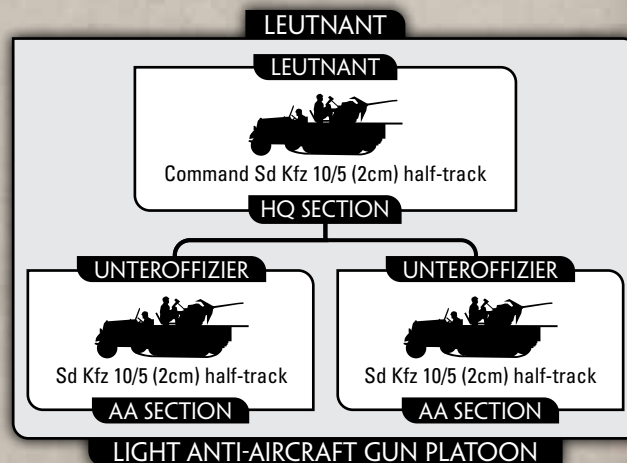 LEUTNANT
LEUTNANT
Command Sd Kfz 10/5 (2cm) half-track
HQ SECTION
UNTEROFFIZIER
UNTEROFFIZIER
Sd Kfz 10/5 (2cm) half-track
Sd Kfz 10/5 (2cm) half-track
AA SECTION
AA SECTION
LIGHT ANTI-AIRCRAFT GUN PLATOON